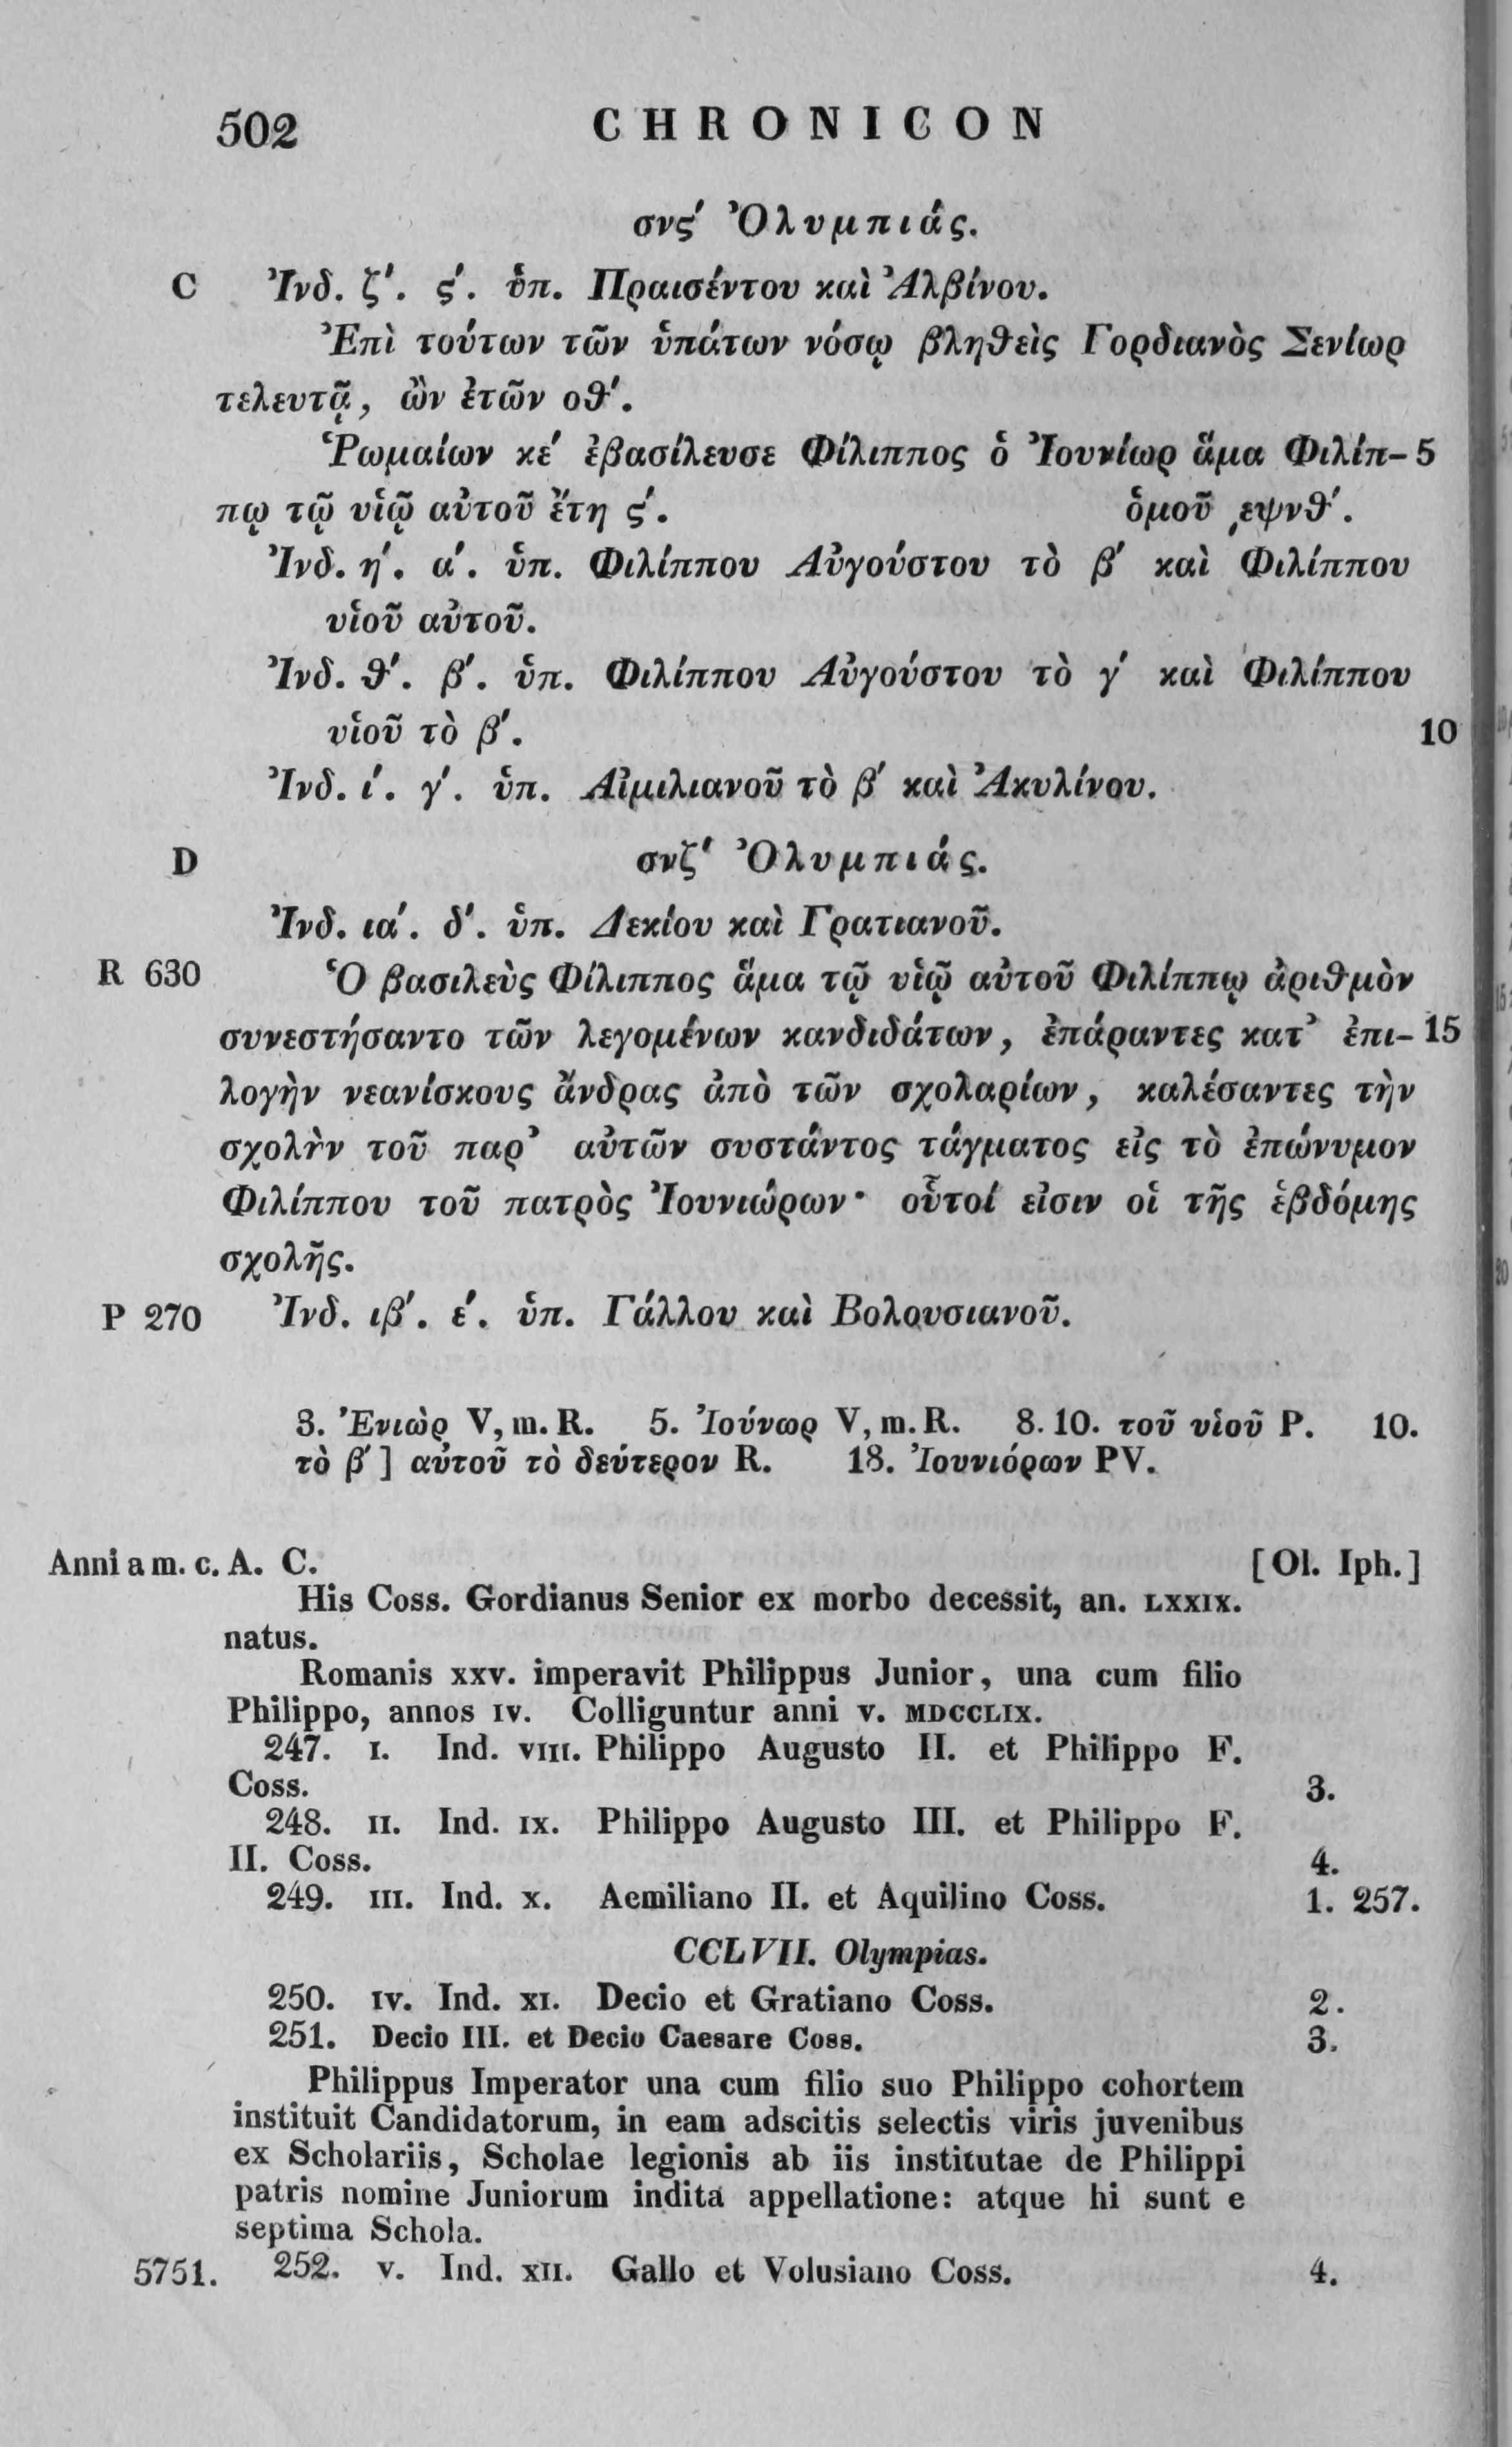 502 CHRONICON
σνϛʹ Ὀλυμπιάς.
C Ἰνδ. ζʹ. ϛʹ. ὑπ. Πραισέντου καὶ Ἀλβίνου.
Ἐπὶ τούτων τῶν ὑπάτων νόσῳ βληθεὶς Γορδιανὸς Σενίωρ
τελευτᾷ, ὢν ἐτῶν οθʹ.
Ῥωμαίων κεʹ ἐβασίλευσε Φίλιππος ὁ Ἰουνίωρ ἅμα Φιλίπ- 5
πῳ τῷ υἱῷ αὐτοῦ ἔτη ϛʹ. ὁμοῦ ͵εψνθʹ.
Ἰνδ. ηʹ. αʹ. ὑπ. Φιλίππου Αὐγούστου τὸ βʹ καὶ Φιλίππου
υἱοῦ αὐτοῦ.
Ἰνδ. θʹ. βʹ. ὑπ. Φιλίππου Αὐγούστου τὸ γʹ καὶ Φιλίππου
υἱοῦ τὸ βʹ. 10
Ἰνδ. ιʹ. γʹ. ὑπ. Αἰμιλιανοῦ τὸ βʹ καὶ Ἀκυλίνου.
D σνζʹ Ὀλυμπιάς.
Ἰνδ. ιαʹ. δʹ. ὑπ. Δεκίου καὶ Γρατιανοῦ.
R 630 Ὁ βασιλεὺς Φίλιππος ἅμα τῷ υἱῷ αὐτοῦ Φιλίππῳ ἀριθμὸν
συνεστήσαντο τῶν λεγομένων κανδιδάτων, ἐπάραντες κατ’ ἐπι- 15
λογὴν νεανίσκους ἄνδρας ἀπὸ τῶν σχολαρίων, καλέσαντες τὴν
σχολὴν τοῦ παρ’ αὐτῶν συστάντος τάγματος εἰς τὸ ἐπώνυμον
Φιλίππου τοῦ πατρὸς Ἰουνιώρων· οὗτοί εἰσιν οἱ τῆς ἑβδόμης
σχολῆς.
P 270 Ἰνδ. ιβʹ. εʹ. ὑπ. Γάλλου καὶ Βολουσιανοῦ.
3. Ἐνιὼρ V, m. R. 5. Ἰούνωρ V, m. R. 8. 10. τοῦ υἱοῦ P. 10.
τὸ βʹ] αὐτοῦ τὸ δεύτερον R. 18. Ἰουνιόρων PV.
Anni a m. c. A. C. [Ol. Iph.]
His Coss. Gordianus Senior ex morbo decessit, an. LXXIX.
natus.
Romanis XXV. imperavit Philippus Junior, una cum filio
Philippo, annos IV. Colliguntur anni V. MDCCLIX.
247. I. Ind. VIII. Philippo Augusto II. et Philippo F.
Coss. 3.
248. II. Ind. IX. Philippo Augusto III. et Philippo F.
II. Coss. 4.
249. III. Ind. X. Aemiliano II. et Aquilino Coss. 1. 257.
CCLVII. Olympias.
250. IV. Ind. XI. Decio et Gratiano Coss. 2.
251. Decio III. et Decio Caesare Coss. 3.
Philippus Imperator una cum filio suo Philippo cohortem
instituit Candidatorum, in eam adscitis selectis viris juvenibus
ex Scholariis, Scholae legionis ab iis institutae de Philippi
patris nomine Juniorum indita appellatione: atque hi sunt e
septima Schola.
5751. 252. V. Ind. XII. Gallo et Volusiano Coss. 4.